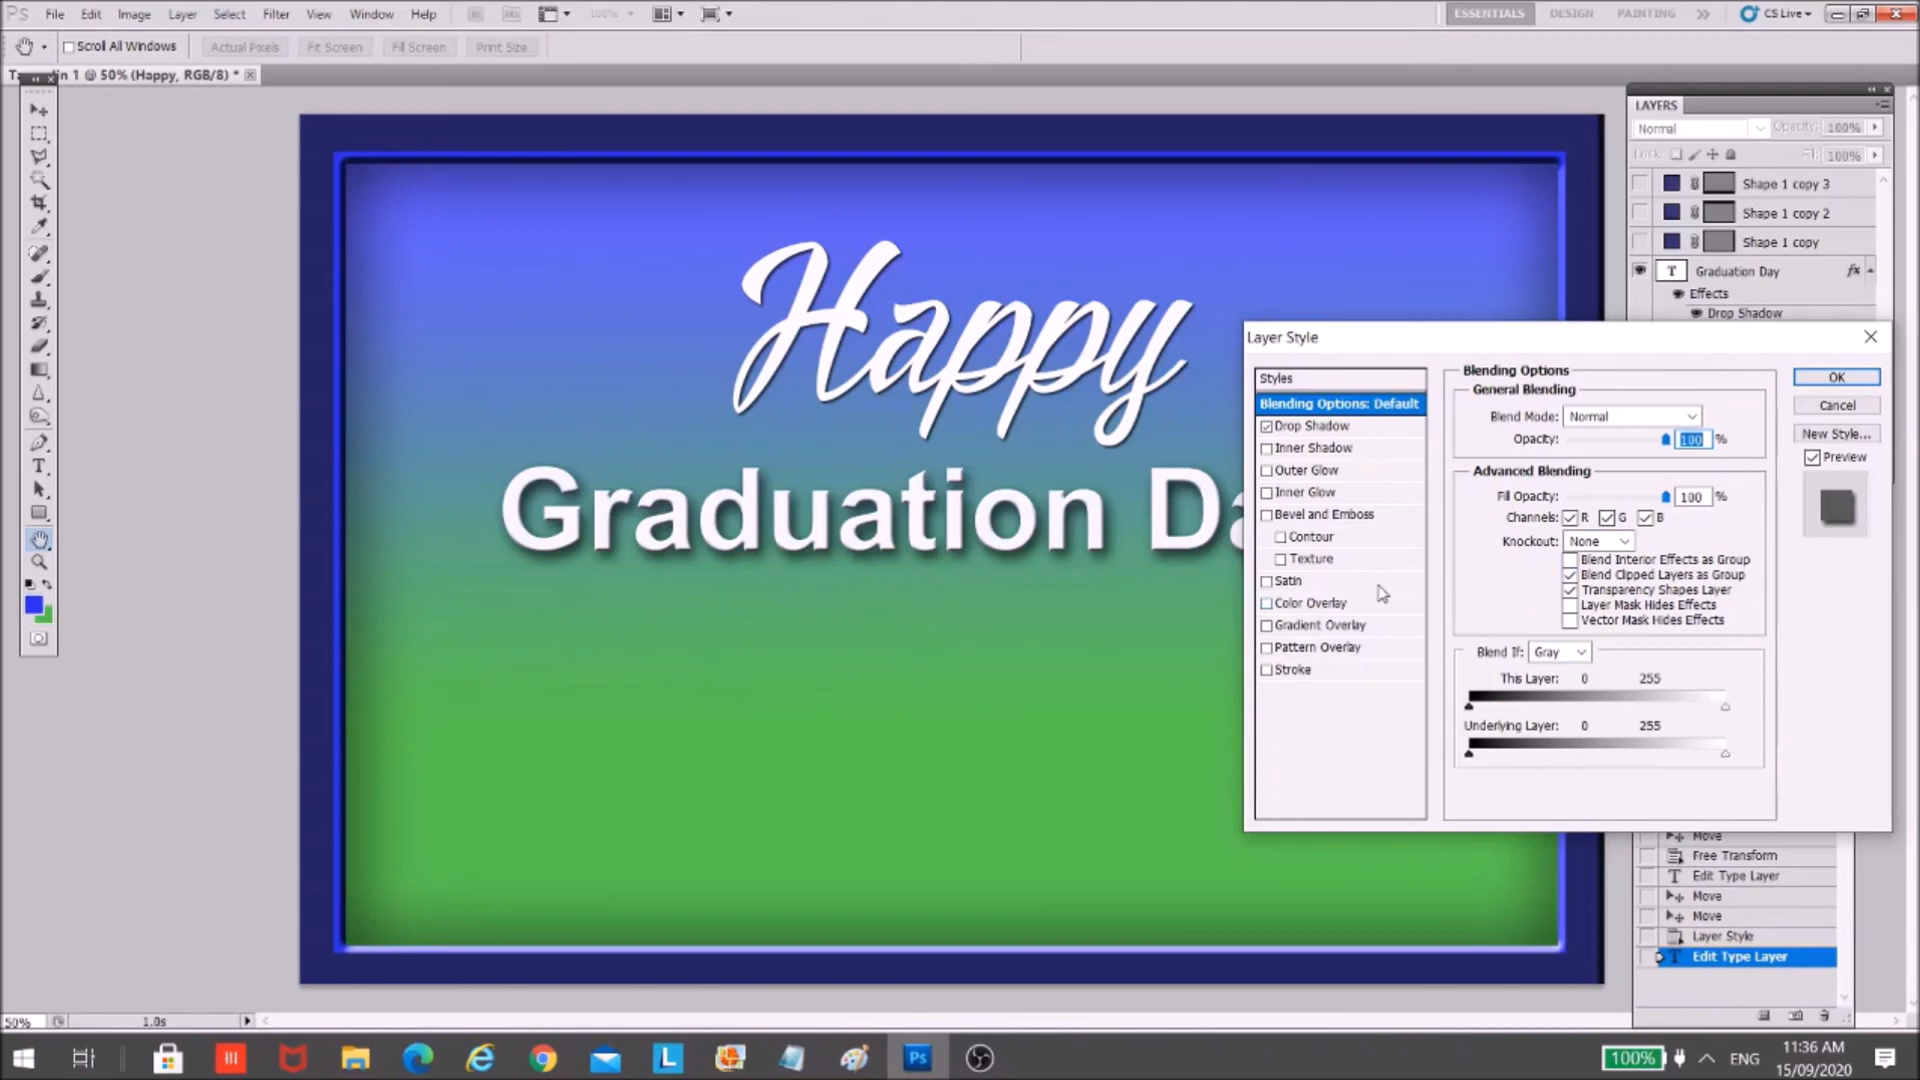 PS File Edit Image Layer Select Filter View Window Help 100% ESSENTIALS DESIGN PAINTING CS Live
Scroll All Windows Actual Pixels Fit Screen Fill Screen Print Size
1 @ 50% (Happy, RGB/8) *
LAYERS
Normal Opacity: 100%
Lock: Fill: 100%
Shape 1 copy 3
Shape 1 copy 2
Shape 1 copy
T Graduation Day fx
Effects
Drop Shadow
Happy
Graduation Da
Layer Style
Styles
Blending Options: Default
Drop Shadow
Inner Shadow
Outer Glow
Inner Glow
Bevel and Emboss
Contour
Texture
Satin
Color Overlay
Gradient Overlay
Pattern Overlay
Stroke
Blending Options
General Blending
Blend Mode: Normal
Opacity: 100 %
Advanced Blending
Fill Opacity: 100 %
Channels: R G B
Knockout: None
Blend Interior Effects as Group
Blend Clipped Layers as Group
Transparency Shapes Layer
Layer Mask Hides Effects
Vector Mask Hides Effects
Blend If: Gray
This Layer: 0 255
Underlying Layer: 0 255
OK
Cancel
New Style...
Preview
Move
Free Transform
Edit Type Layer
Move
Move
Layer Style
Edit Type Layer
50% 1.0s
Ps
100% ENG
11:36 AM
15/09/2020